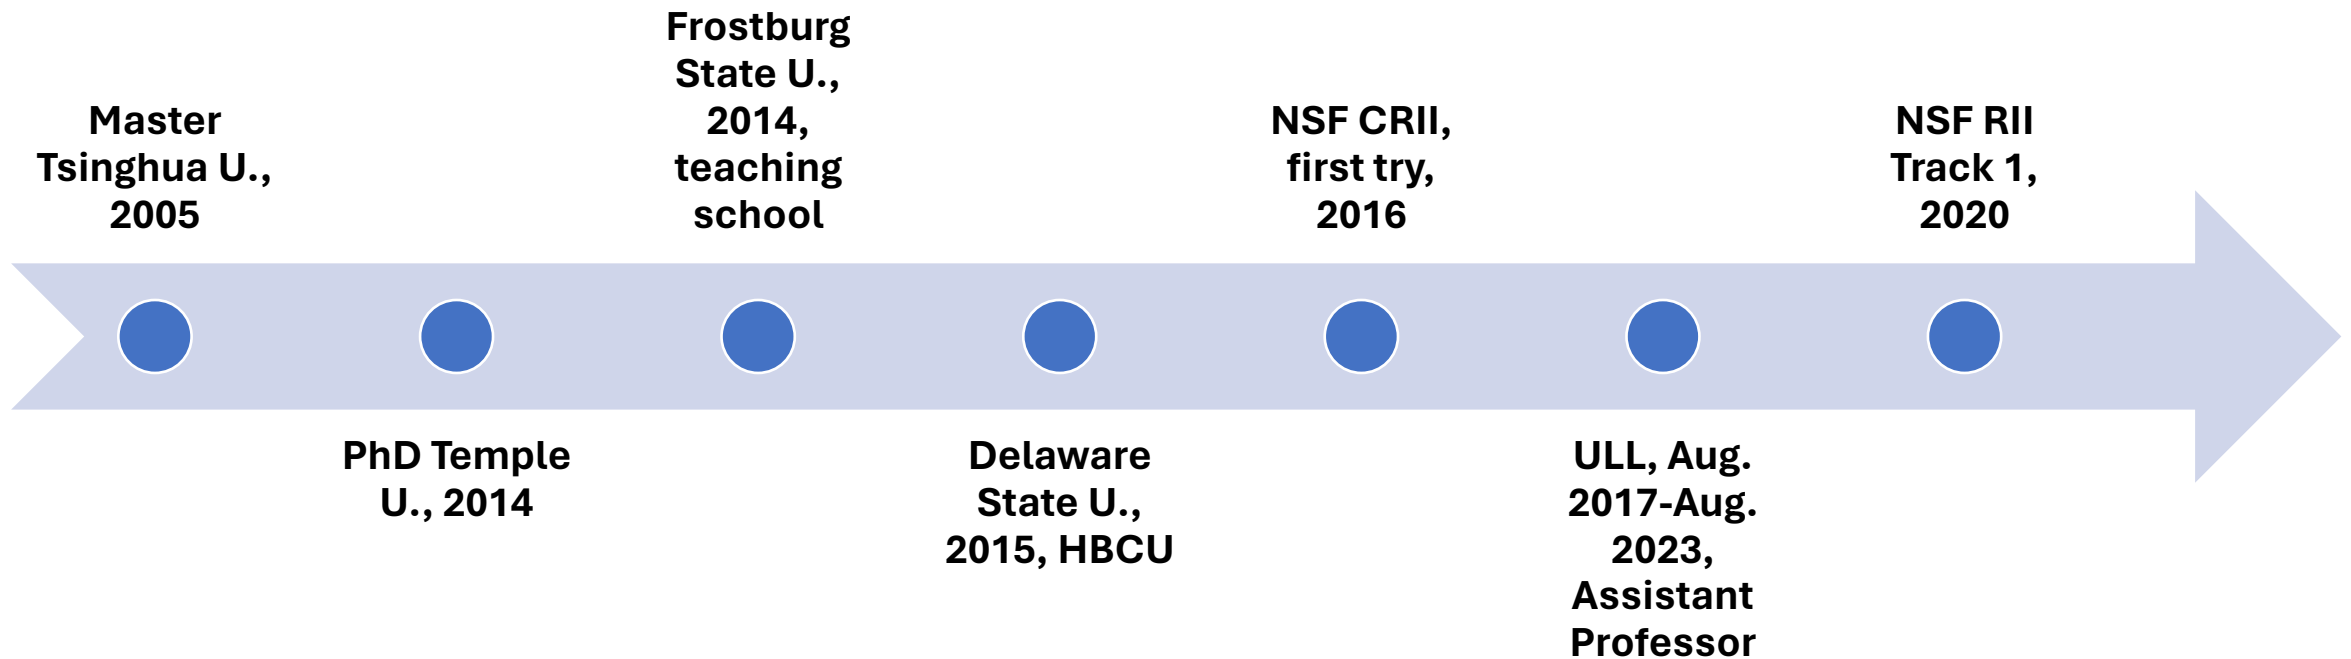 Master
Tsinghua U.,
2005
PhD Temple
U., 2014
Frostburg
State U.,
2014,
teaching
school
Delaware
State U.,
2015, HBCU
NSF CRII,
first try,
2016
ULL, Aug.
2017-Aug.
2023,
Assistant
Professor
NSF RII
Track 1,
2020